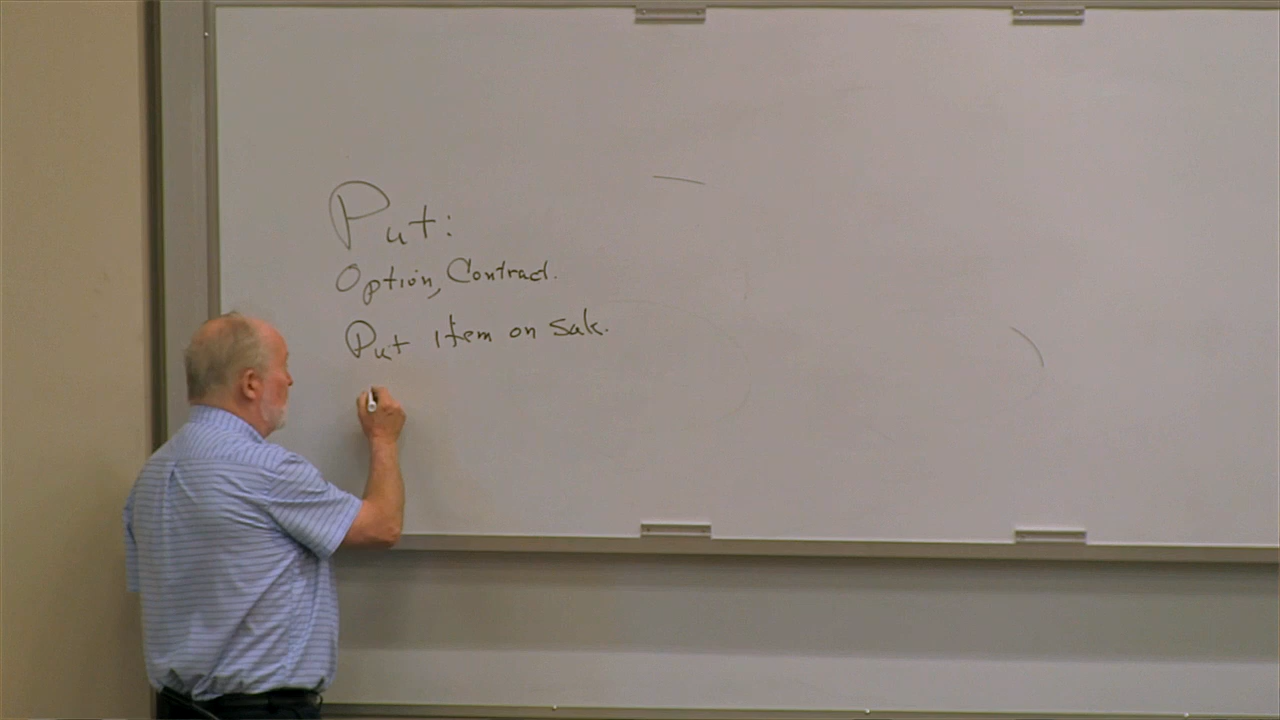 Put:
Option, Contract.
Put item on Sale.